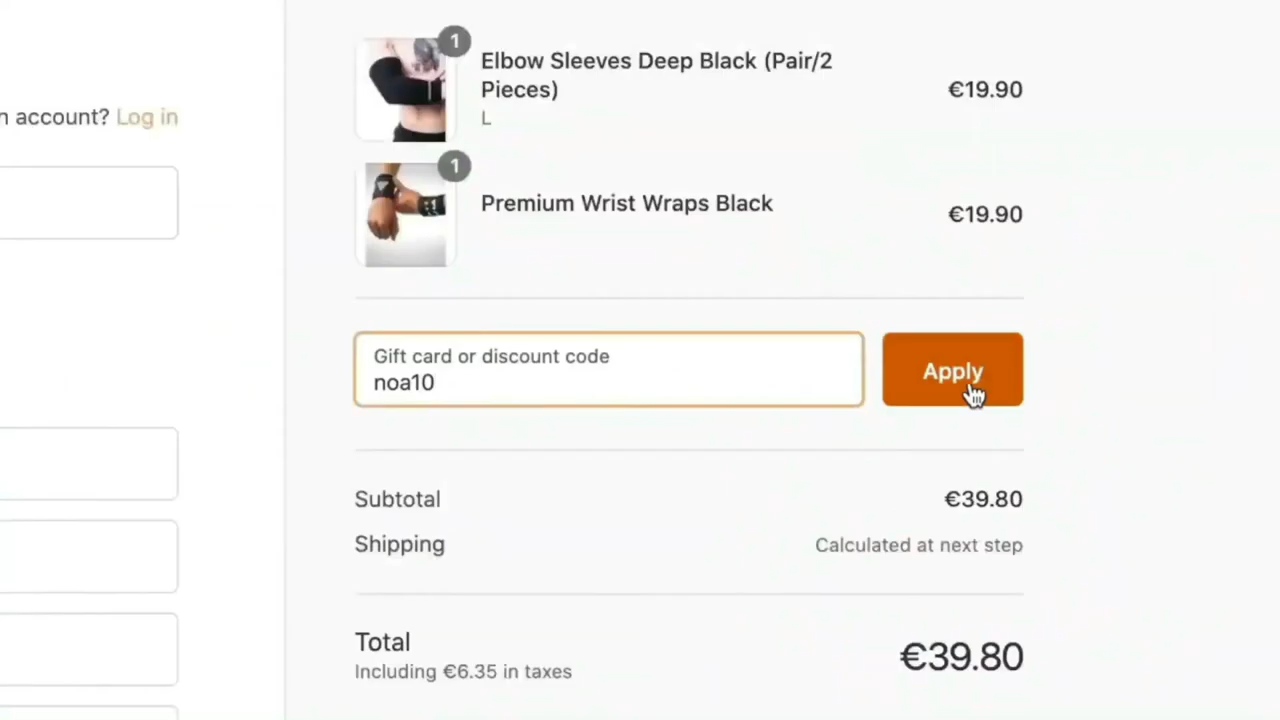 1
Elbow Sleeves Deep Black (Pair/2
Pieces)
€19.90
L
n account? Log in
1
Premium Wrist Wraps Black
€19.90
Gift card or discount code
noa10
Apply
Subtotal
€39.80
Shipping
Calculated at next step
Total
Including €6.35 in taxes
€39.80